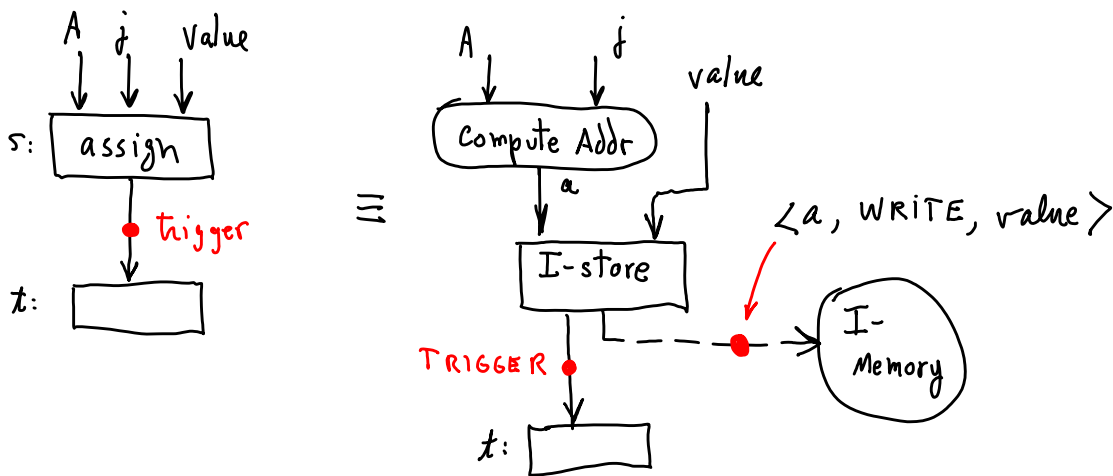 A j value
s: assign
trigger
t:
≡
A j
value
Compute Addr
a
I-store
<a, WRITE, value>
I-
Memory
TRIGGER
t: